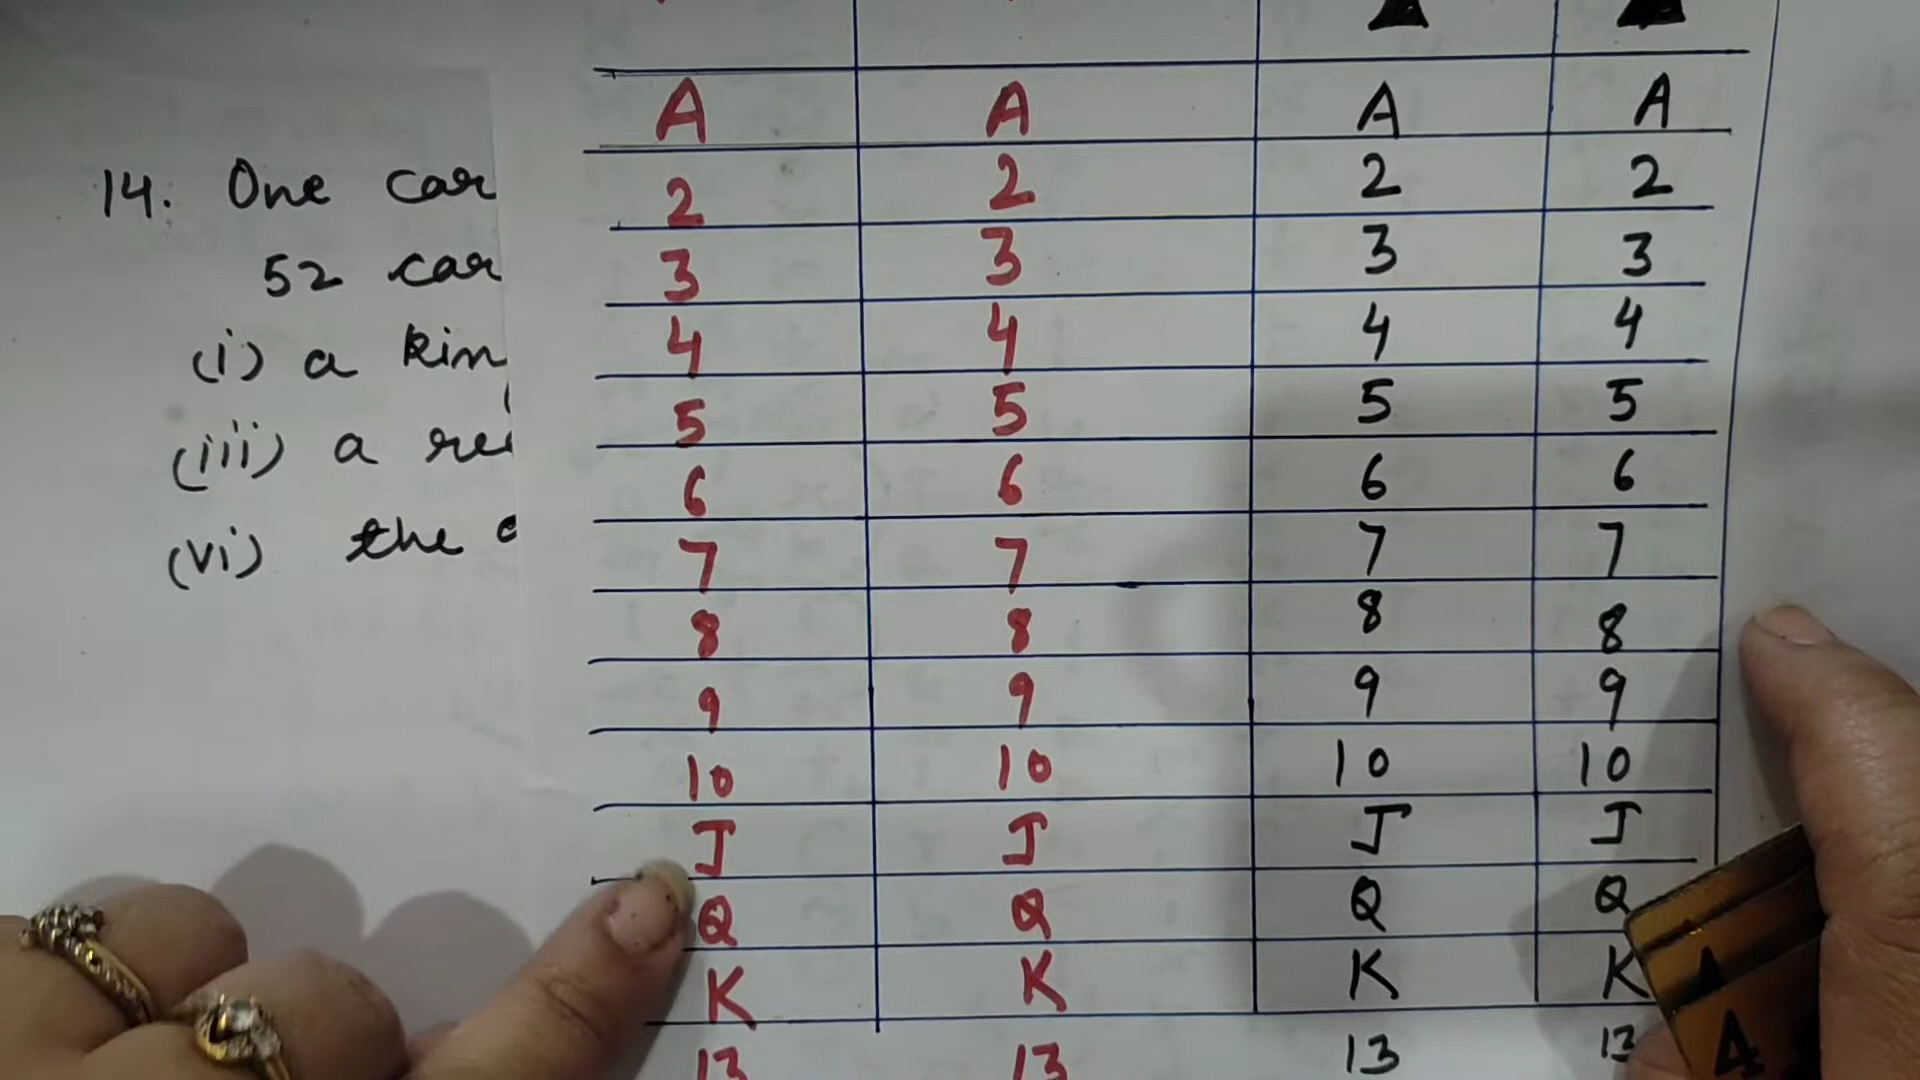 14. One car
52 car
(i) a kin
(iii) a re
(vi) the
A A A A
2 2 2 2
3 3 3 3
4 4 4 4
5 5 5 5
6 6 6 6
7 7 7 7
8 8 8 8
9 9 9 9
10 10 10 10
J J J J
Q Q Q Q
K K K K
13 13 13 13
4